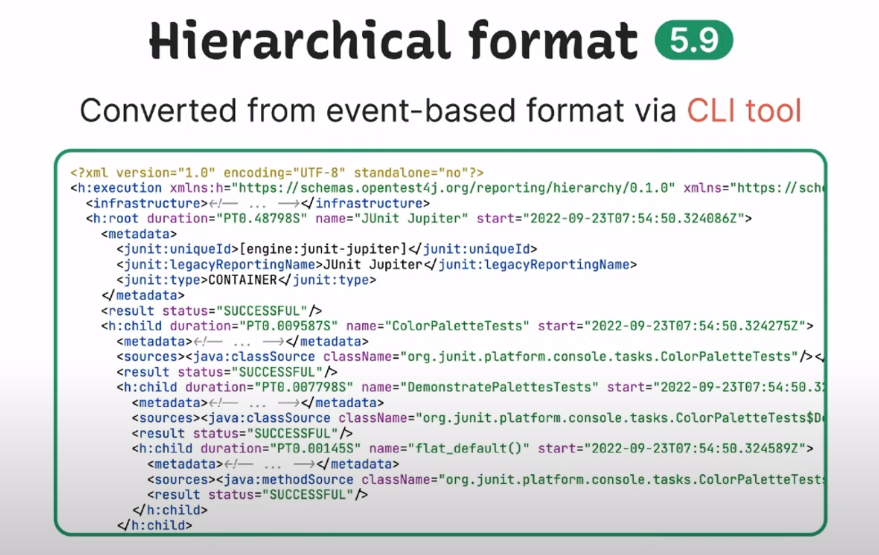 Hierarchical format 5.9
Converted from event-based format via CLI tool
<?xml version="1.0" encoding="UTF-8" standalone="no"?>
<h:execution xmlns:h="https://schemas.opentest4j.org/reporting/hierarchy/0.1.0" xmlns="https://sch
<infrastructure><!-- ... --></infrastructure>
<h:root duration="PT0.48798S" name="JUnit Jupiter" start="2022-09-23T07:54:50.324086Z">
<metadata>
<junit:uniqueId>[engine:junit-jupiter]</junit:uniqueId>
<junit:legacyReportingName>JUnit Jupiter</junit:legacyReportingName>
<junit:type>CONTAINER</junit:type>
</metadata>
<result status="SUCCESSFUL"/>
<h:child duration="PT0.009587S" name="ColorPaletteTests" start="2022-09-23T07:54:50.324275Z">
<metadata><!-- ... --></metadata>
<sources><java:classSource className="org.junit.platform.console.tasks.ColorPaletteTests"/></
<result status="SUCCESSFUL"/>
<h:child duration="PT0.007798S" name="DemonstratePalettesTests" start="2022-09-23T07:54:50.32
<metadata><!-- ... --></metadata>
<sources><java:classSource className="org.junit.platform.console.tasks.ColorPaletteTests$De
<result status="SUCCESSFUL"/>
<h:child duration="PT0.00145S" name="flat_default()" start="2022-09-23T07:54:50.324589Z">
<metadata><!-- ... --></metadata>
<sources><java:methodSource className="org.junit.platform.console.tasks.ColorPaletteTests
<result status="SUCCESSFUL"/>
</h:child>
</h:child>